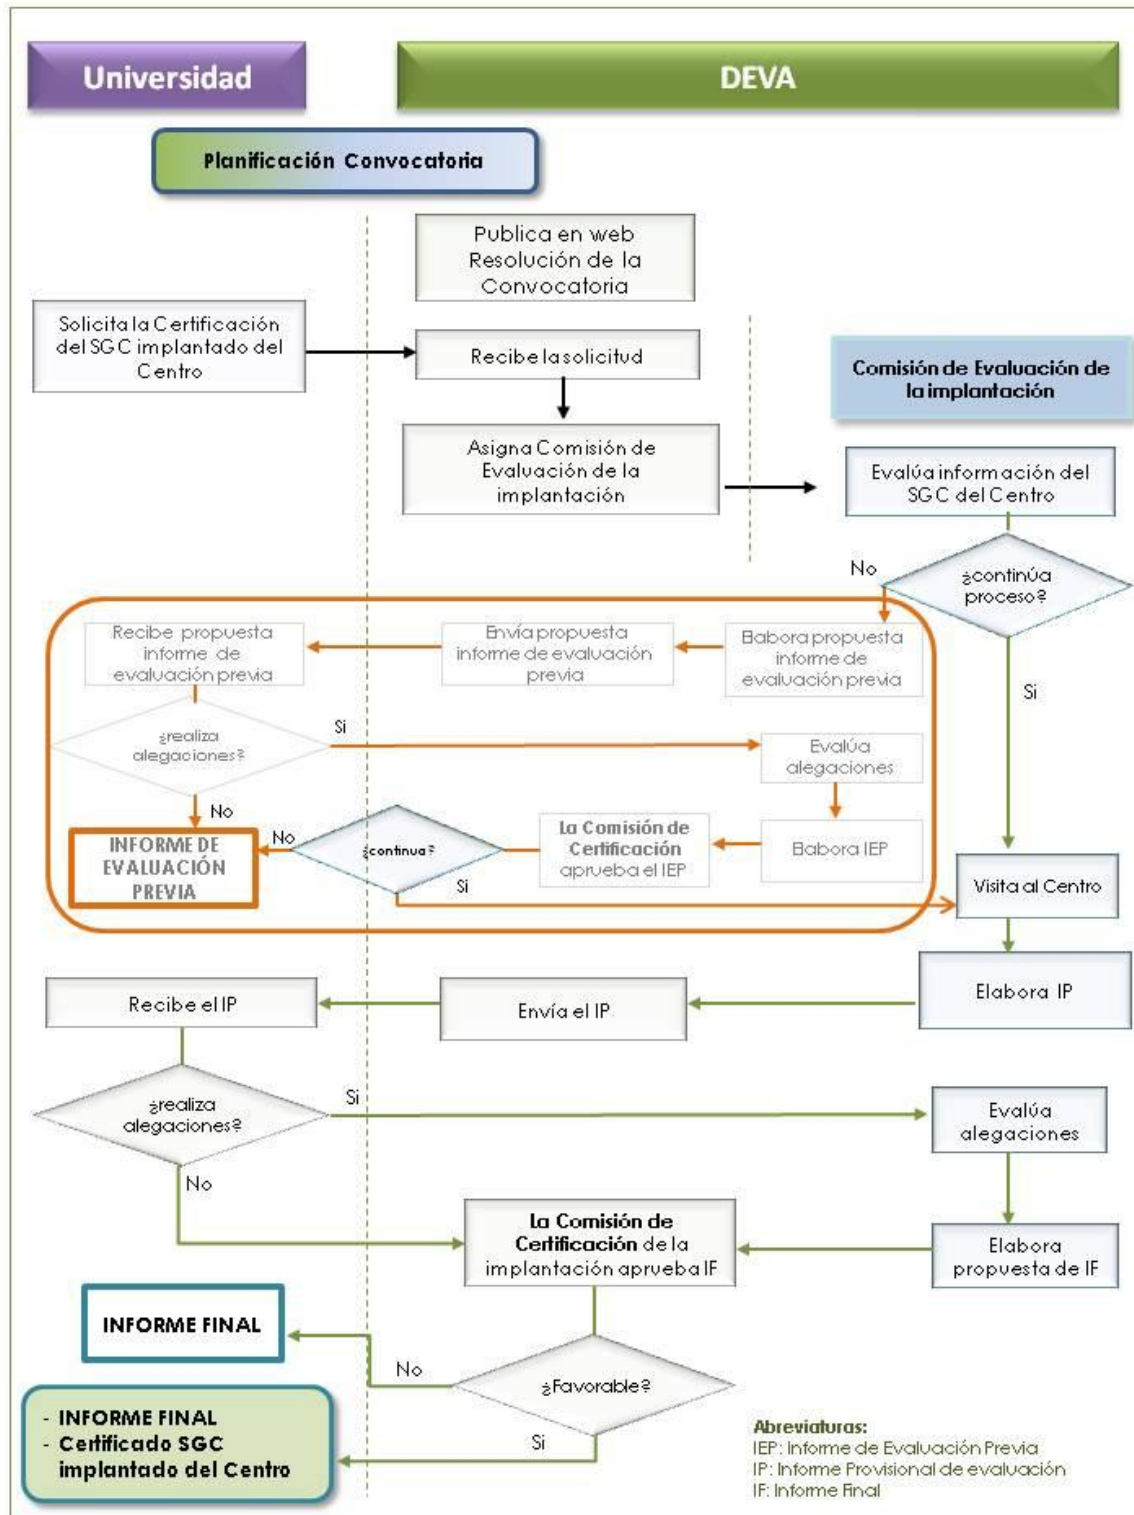 Universidad
DEVA
Planificación Convocatoria
Publica en web
Resolución de la
Convocatoria
Solicita la Certificación
del SGC implantado del
Centro
Recibe la solicitud
Comisión de Evaluación de
la implantación
Asigna Comisión de
Evaluación de la
implantación
Evalúa información del
SGC del Centro
No
¿continúa
proceso?
Si
Recibe propuesta
informe de
evaluación previa
Envía propuesta
informe de evaluación
previa
Elabora propuesta
informe de
evaluación previa
¿realiza
alegaciones?
Si
Evalúa
alegaciones
No
INFORME DE
EVALUACIÓN
PREVIA
No
¿continua?
Si
La Comisión de
Certificación
aprueba el IEP
Elabora IEP
Visita al Centro
Recibe el IP
Envía el IP
Elabora IP
¿realiza
alegaciones?
Si
Evalúa
alegaciones
No
La Comisión de
Certificación de la
implantación aprueba IF
Elabora
propuesta de IF
INFORME FINAL
No
¿Favorable?
Si
- INFORME FINAL
- Certificado SGC
implantado del Centro
Abreviaturas:
IEP: Informe de Evaluación Previa
IP: Informe Provisional de evaluación
IF: Informe Final